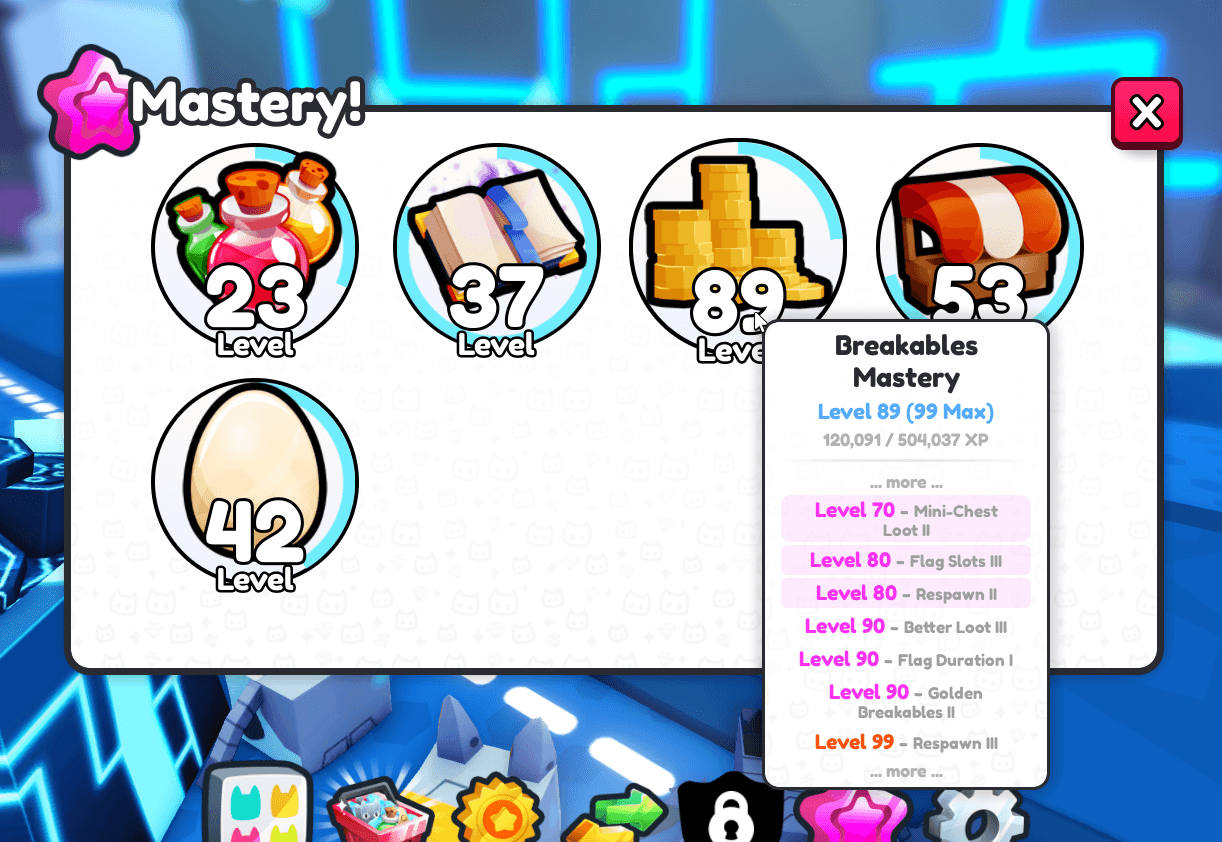 Mastery!
23
Level
37
Level
89
Leve
53
42
Level
Breakables
Mastery
Level 89 (99 Max)
120,091 / 504,037 XP
... more ...
Level 70 - Mini-Chest
Loot II
Level 80 - Flag Slots III
Level 80 - Respawn II
Level 90 - Better Loot III
Level 90 - Flag Duration I
Level 90 - Golden
Breakables II
Level 99 - Respawn III
... more ...